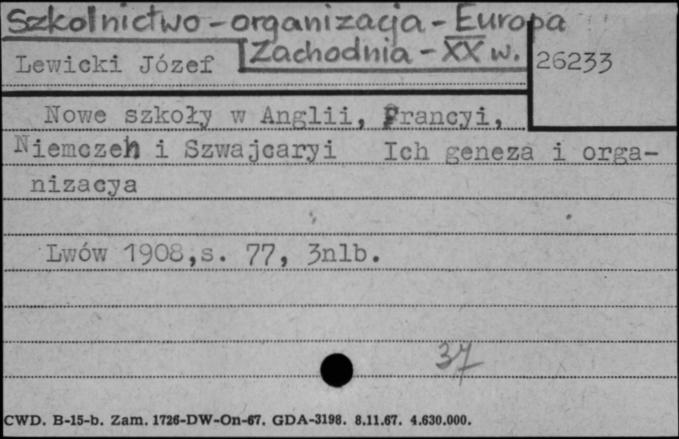 Szkolnictwo - organizacja - Europa
Zachodnia - XX w.
Lewicki Józef
26233
Nowe szkoły w Anglii, Francyi,
Niemczeh i Szwajcaryi Ich geneza i orga-
nizacya
Lwów 1908,s. 77, 3nlb.
37
CWD. B-15-b. Zam. 1726-DW-On-67. GDA-3198. 8.11.67. 4.630.000.